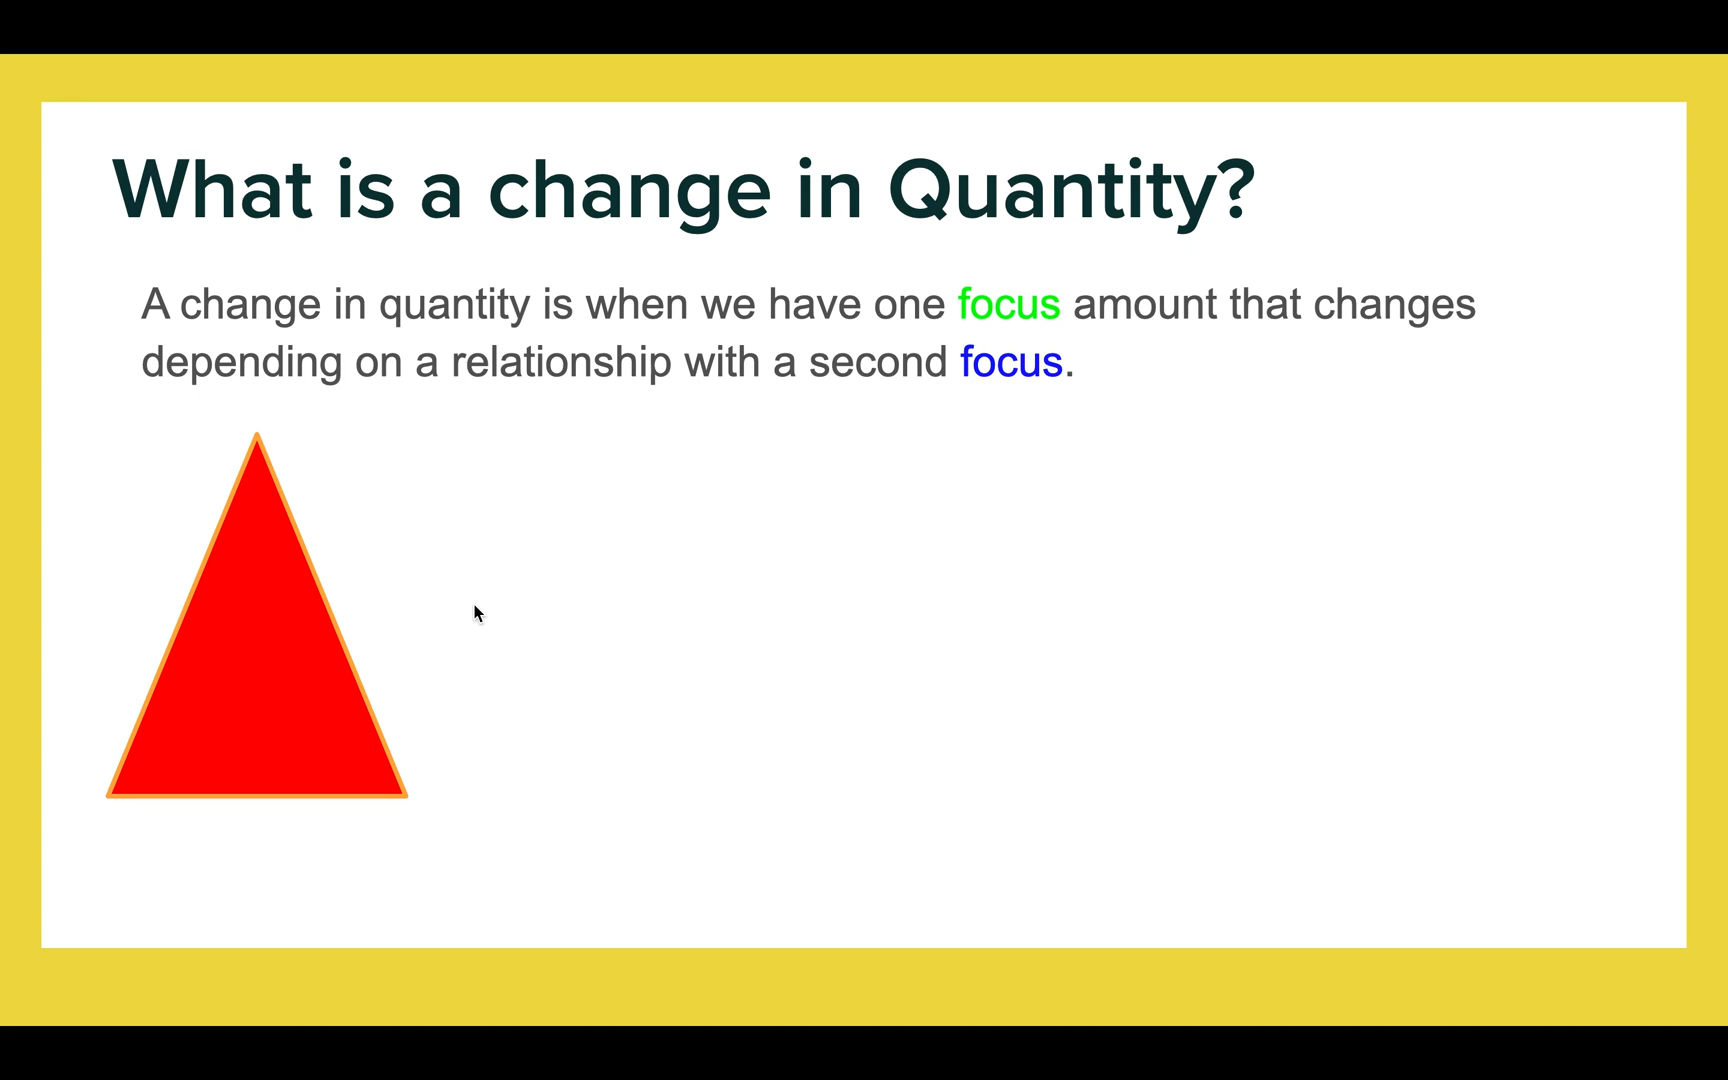 What is a change in Quantity?
A change in quantity is when we have one focus amount that changes
depending on a relationship with a second focus.